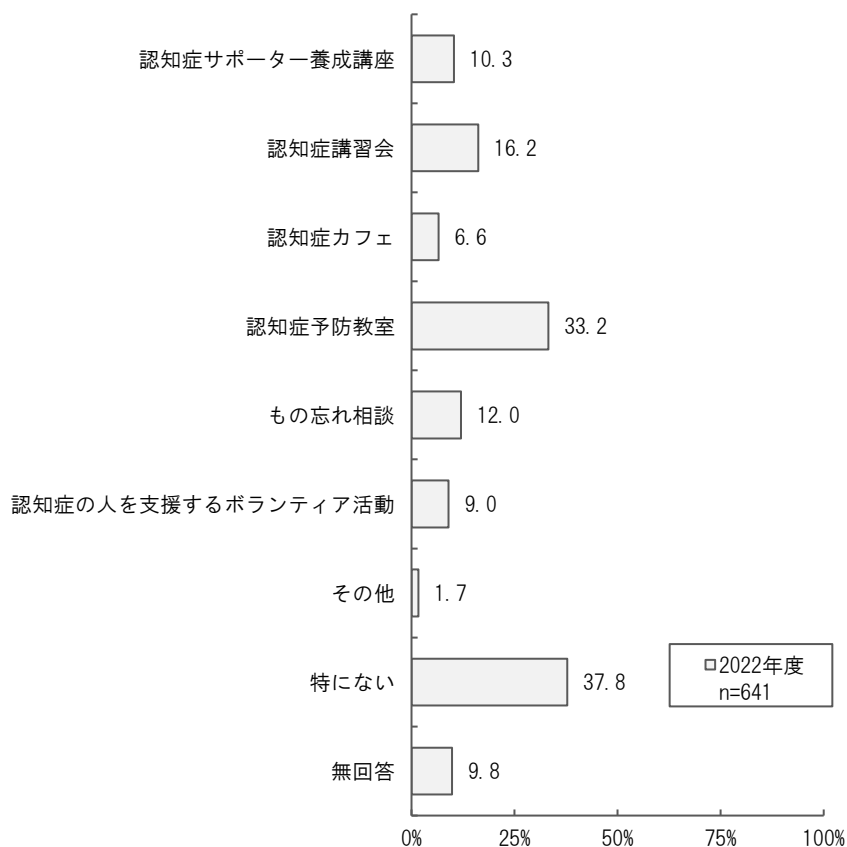 認知症サポーター養成講座 10.3
認知症講習会 16.2
認知症カフェ 6.6
認知症予防教室 33.2
もの忘れ相談 12.0
認知症の人を支援するボランティア活動 9.0
その他 1.7
特にない 37.8
2022年度
n=641
無回答 9.8
0% 25% 50% 75% 100%